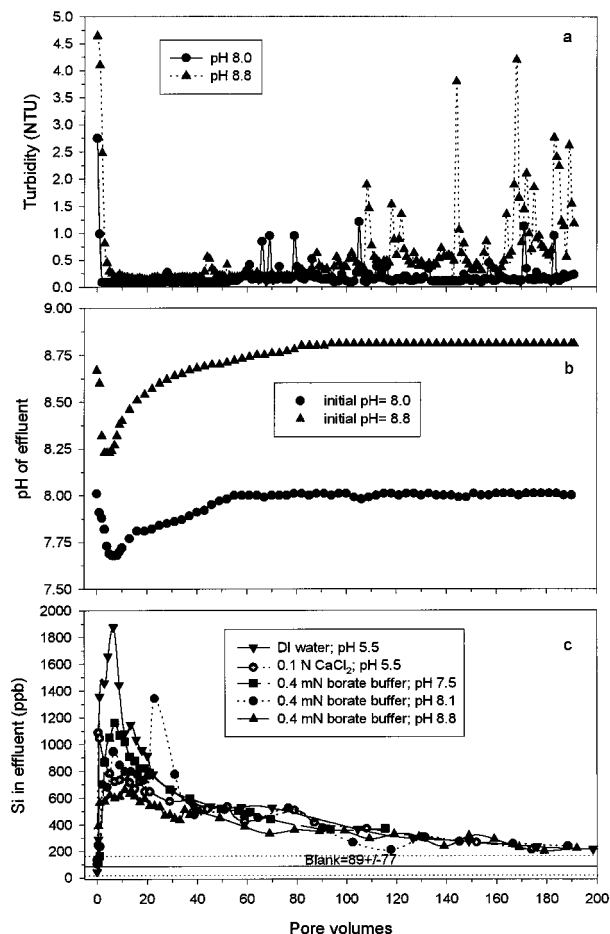 a
pH 8.0
pH 8.8
Turbidity (NTU)
5.0
4.5
4.0
3.5
3.0
2.5
2.0
1.5
1.0
0.5
0.0
b
initial pH= 8.0
initial pH= 8.8
pH of effluent
9.00
8.75
8.50
8.25
8.00
7.75
7.50
c
DI water; pH 5.5
0.1 N CaCl₂; pH 5.5
0.4 mN borate buffer; pH 7.5
0.4 mN borate buffer; pH 8.1
0.4 mN borate buffer; pH 8.8
Si in effluent (ppb)
2000
1800
1600
1400
1200
1000
800
600
400
200
0
Blank=89+/-77
0 20 40 60 80 100 120 140 160 180 200
Pore volumes